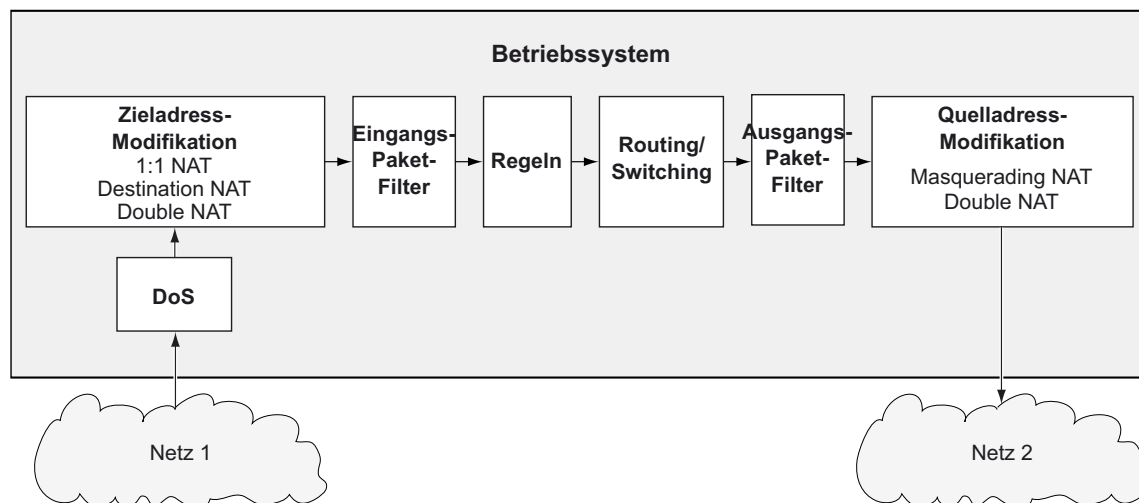 Betriebssystem
Zieladress-
Modifikation
1:1 NAT
Destination NAT
Double NAT
Eingangs-
Paket-
Filter
Regeln
Routing/
Switching
Ausgangs-
Paket-
Filter
Quelladress-
Modifikation
Masquerading NAT
Double NAT
DoS
Netz 1
Netz 2